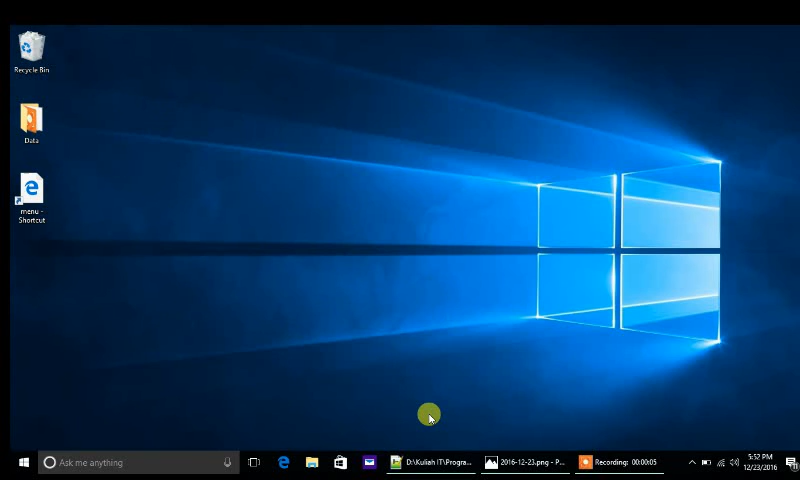 Recycle Bin
Data
menu -
Shortcut
Ask me anything
D:\Kuliah IT\Progra...
2016-12-23.png - P...
Recording: 00:00:05
5:52 PM
12/23/2016